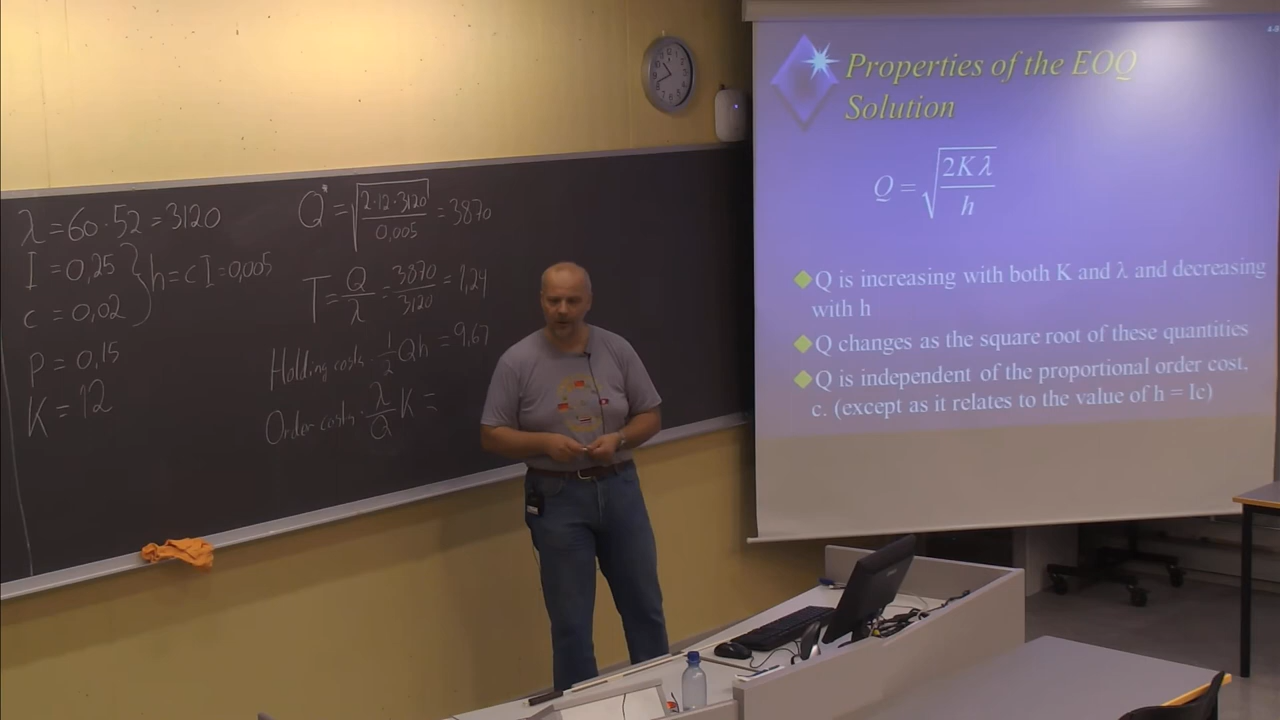 λ = 60 · 52 = 3120
I = 0,25
c = 0,02
h = c I = 0,005
P = 0,15
K = 12
Q* = √(2·12·3120 / 0,005) = 3870
T = Q/λ = 3870/3120 = 1,24
Holding costs: 1/2 Qh = 9,67
Order costs: λ/Q K =
Properties of the EOQ
Solution
Q = √(2Kλ / h)
Q is increasing with both K and λ and decreasing
with h
Q changes as the square root of these quantities
Q is independent of the proportional order cost,
c. (except as it relates to the value of h = Ic)